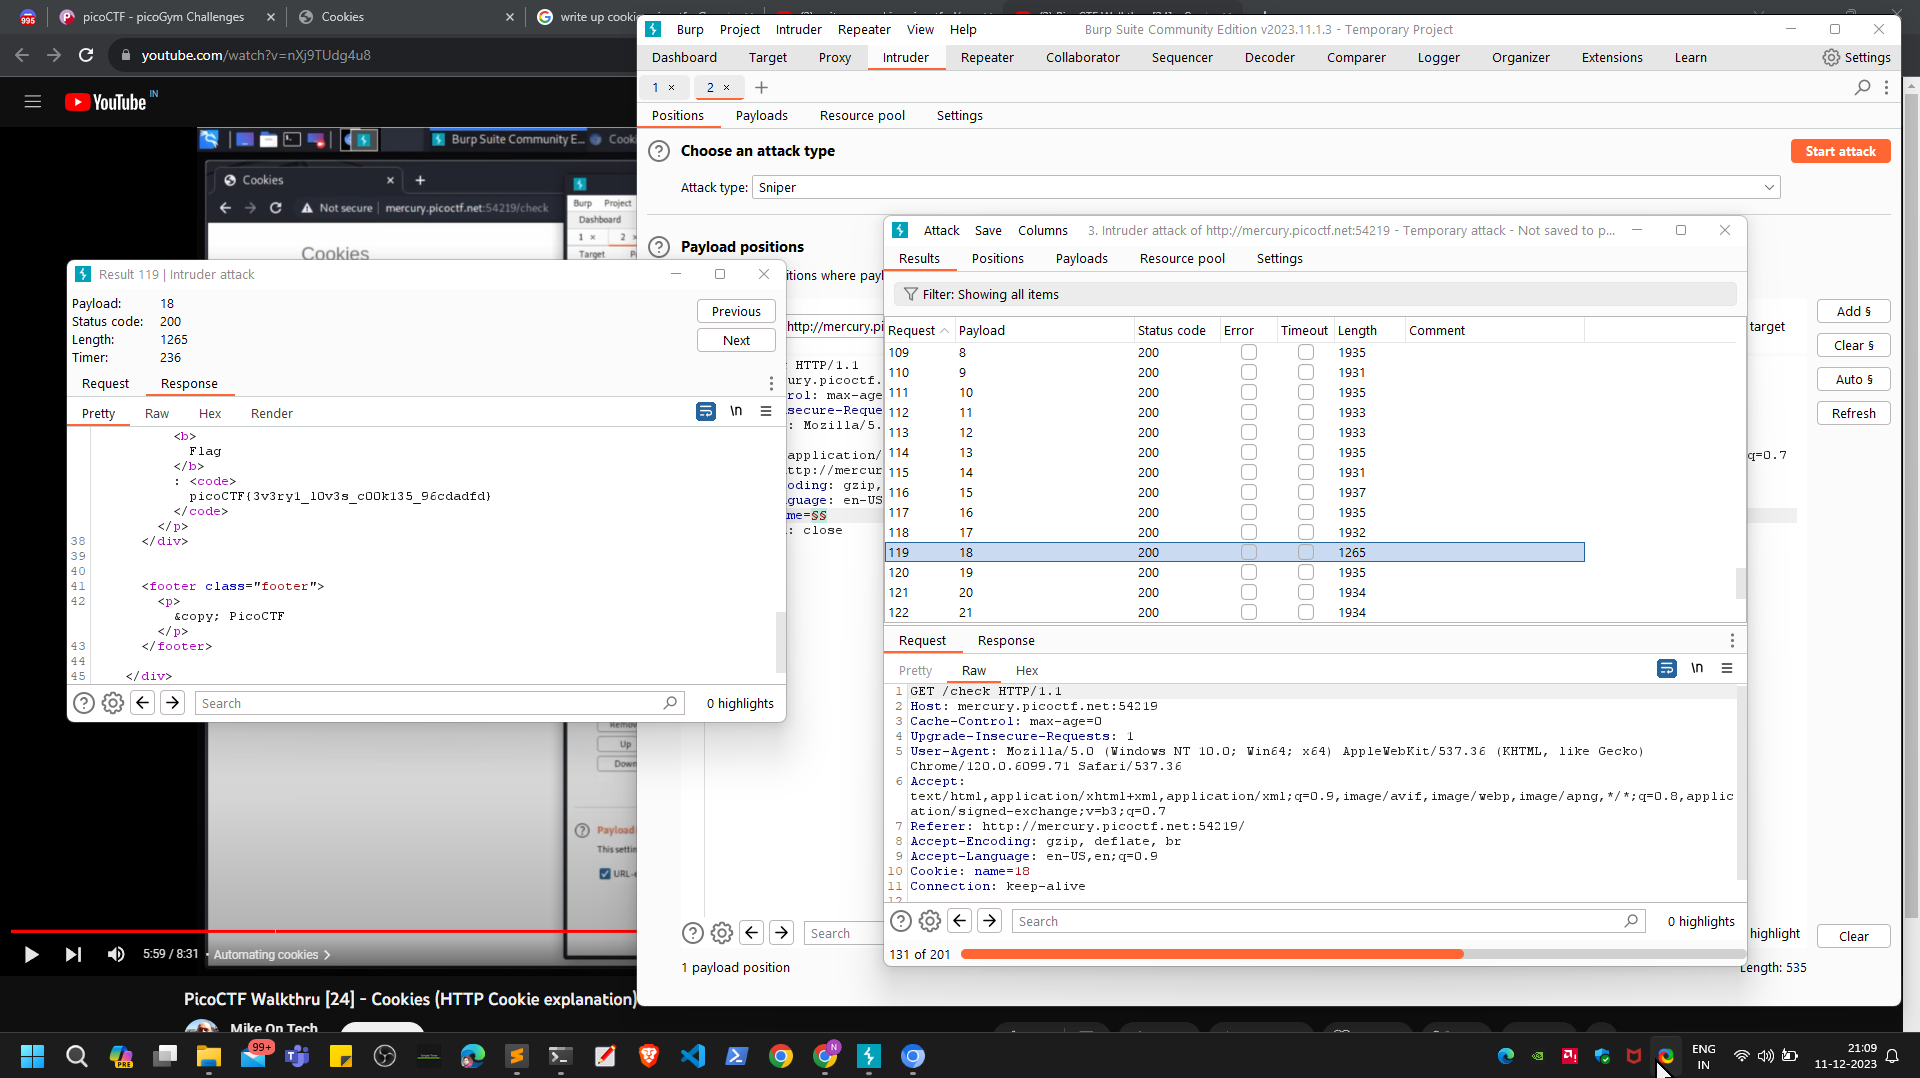 995
picoCTF - picoGym Challenges
Cookies
youtube.com/watch?v=nXj9TUdg4u8
YouTube IN
Burp Suite Community E...
Cookies
Not secure mercury.picoctf.net:54219/check
Cookies
Burp Project
Dashboard
1 × 2 ×
Target
Result 119 | Intruder attack
Payload: 18
Status code: 200
Length: 1265
Timer: 236
Previous
Next
Request Response
Pretty Raw Hex Render
\n
<b>
Flag
</b>
: <code>
picoCTF{3v3ry1_l0v3s_c00k135_96cdadfd}
</code>
</p>
38 </div>
39
40
41 <footer class="footer">
42 <p>
&copy; PicoCTF
</p>
43 </footer>
44
45 </div>
Search
0 highlights
Up
Down
This settin
5:59 / 8:31 • Automating cookies >
PicoCTF Walkthru [24] - Cookies (HTTP Cookie explanation)
Mike On Tech
Burp Project Intruder Repeater View Help
Burp Suite Community Edition v2023.11.1.3 - Temporary Project
Dashboard Target Proxy Intruder Repeater Collaborator Sequencer Decoder Comparer Logger Organizer Extensions Learn
Settings
1 × 2 × +
Positions Payloads Resource pool Settings
Choose an attack type
Start attack
Attack type: Sniper
Payload positions
itions where payl
http://mercury.pi
target
Add §
Clear §
Auto §
Refresh
HTTP/1.1
ury.picoctf.
rol: max-age
nsecure-Reque
: Mozilla/5.
application/
q=0.7
ttp://mercur
oding: gzip,
guage: en-US
me=§§
: close
Search
highlight
Clear
1 payload position
Length: 535
Attack Save Columns
3. Intruder attack of http://mercury.picoctf.net:54219 - Temporary attack - Not saved to p...
Results Positions Payloads Resource pool Settings
Filter: Showing all items
Request Payload Status code Error Timeout Length Comment
109 8 200 1935
110 9 200 1931
111 10 200 1935
112 11 200 1933
113 12 200 1933
114 13 200 1935
115 14 200 1931
116 15 200 1937
117 16 200 1935
118 17 200 1932
119 18 200 1265
120 19 200 1935
121 20 200 1934
122 21 200 1934
Request Response
Pretty Raw Hex
\n
1 GET /check HTTP/1.1
2 Host: mercury.picoctf.net:54219
3 Cache-Control: max-age=0
4 Upgrade-Insecure-Requests: 1
5 User-Agent: Mozilla/5.0 (Windows NT 10.0; Win64; x64) AppleWebKit/537.36 (KHTML, like Gecko)
Chrome/120.0.6099.71 Safari/537.36
6 Accept:
text/html,application/xhtml+xml,application/xml;q=0.9,image/avif,image/webp,image/apng,*/*;q=0.8,applic
ation/signed-exchange;v=b3;q=0.7
7 Referer: http://mercury.picoctf.net:54219/
8 Accept-Encoding: gzip, deflate, br
9 Accept-Language: en-US,en;q=0.9
10 Cookie: name=18
11 Connection: keep-alive
12
Search
0 highlights
131 of 201
99+
ENG
IN
21:09
11-12-2023